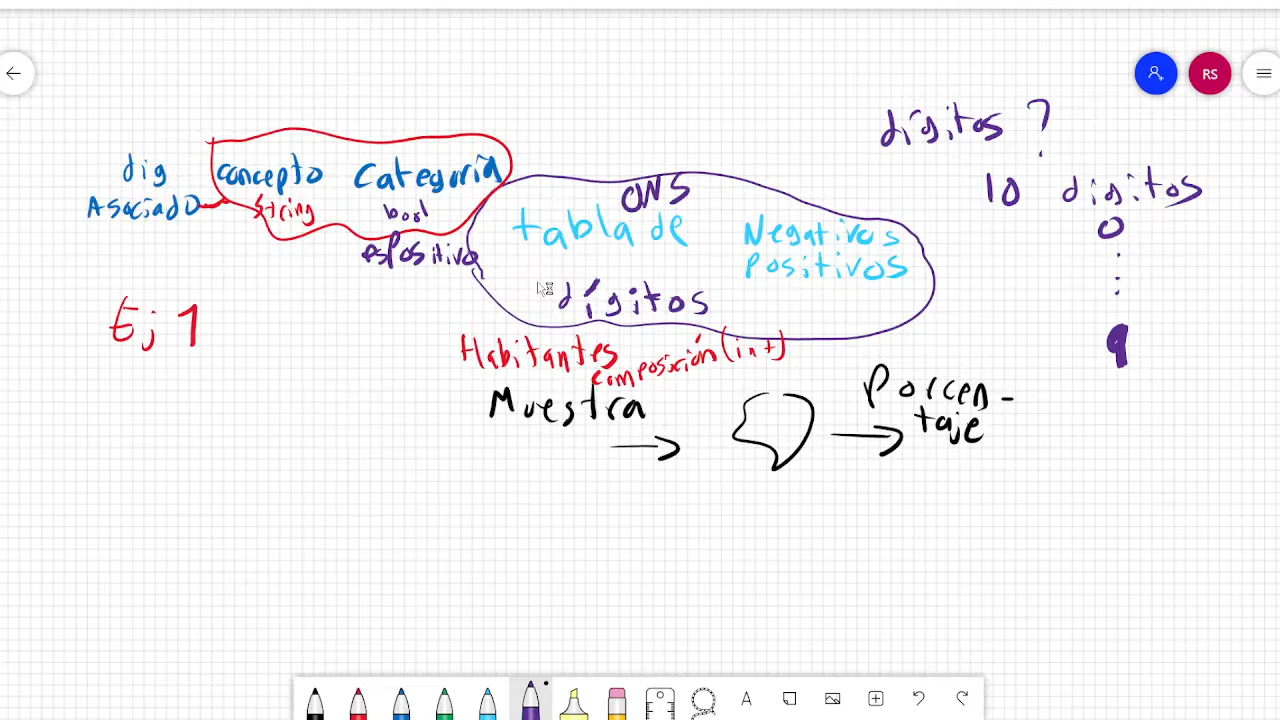 dígitos ?
RS
dig concepto Categoría
Asociado String bool
espositivo
ONS
tabla de
dígitos
Negativos
Positivos
10 dígitos
0
:
9
Ej 1
Habitantes
composición (int)
Muestra
Porcen-
taje
A